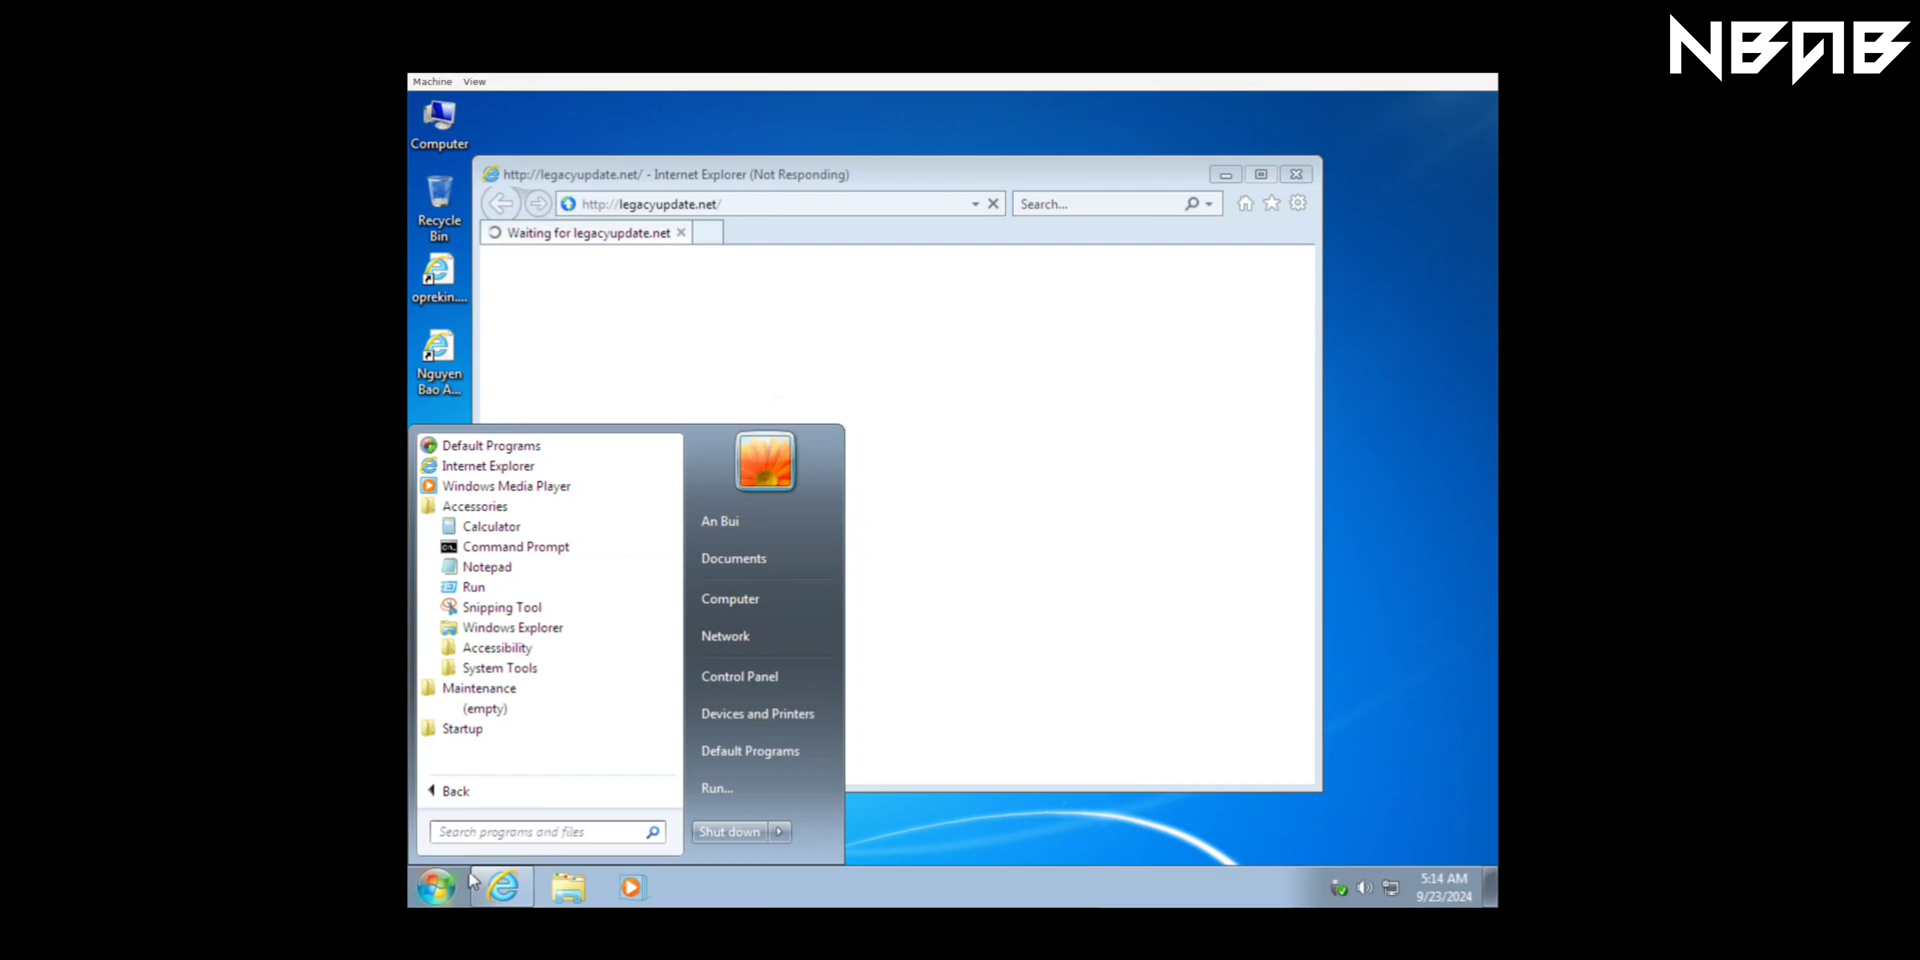 NBAB
Machine View
Computer
Recycle
Bin
oprekin....
Nguyen
Bao A...
http://legacyupdate.net/ - Internet Explorer (Not Responding)
http://legacyupdate.net/
Search...
Waiting for legacyupdate.net
Default Programs
Internet Explorer
Windows Media Player
Accessories
Calculator
Command Prompt
Notepad
Run
Snipping Tool
Windows Explorer
Accessibility
System Tools
Maintenance
(empty)
Startup
Back
Search programs and files
An Bui
Documents
Computer
Network
Control Panel
Devices and Printers
Default Programs
Run...
Shut down
5:14 AM
9/23/2024